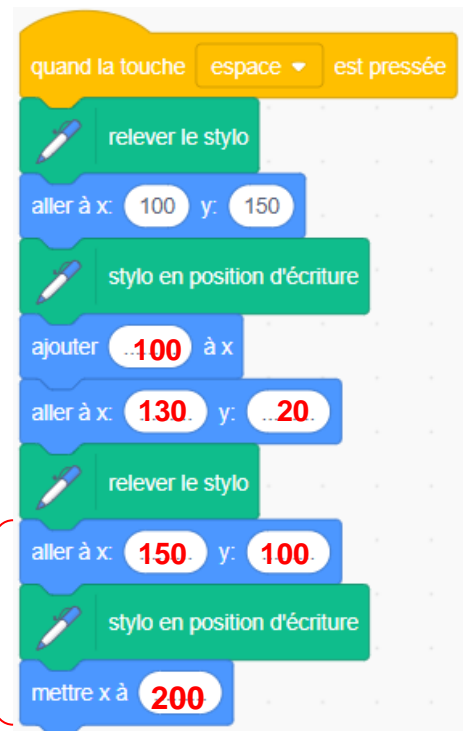 quand la touche espace est pressée
relever le stylo
aller à x: 100 y: 150
stylo en position d'écriture
ajouter 100 à x
aller à x: 130 y: 20
relever le stylo
aller à x: 150 y: 100
stylo en position d'écriture
mettre x à 200